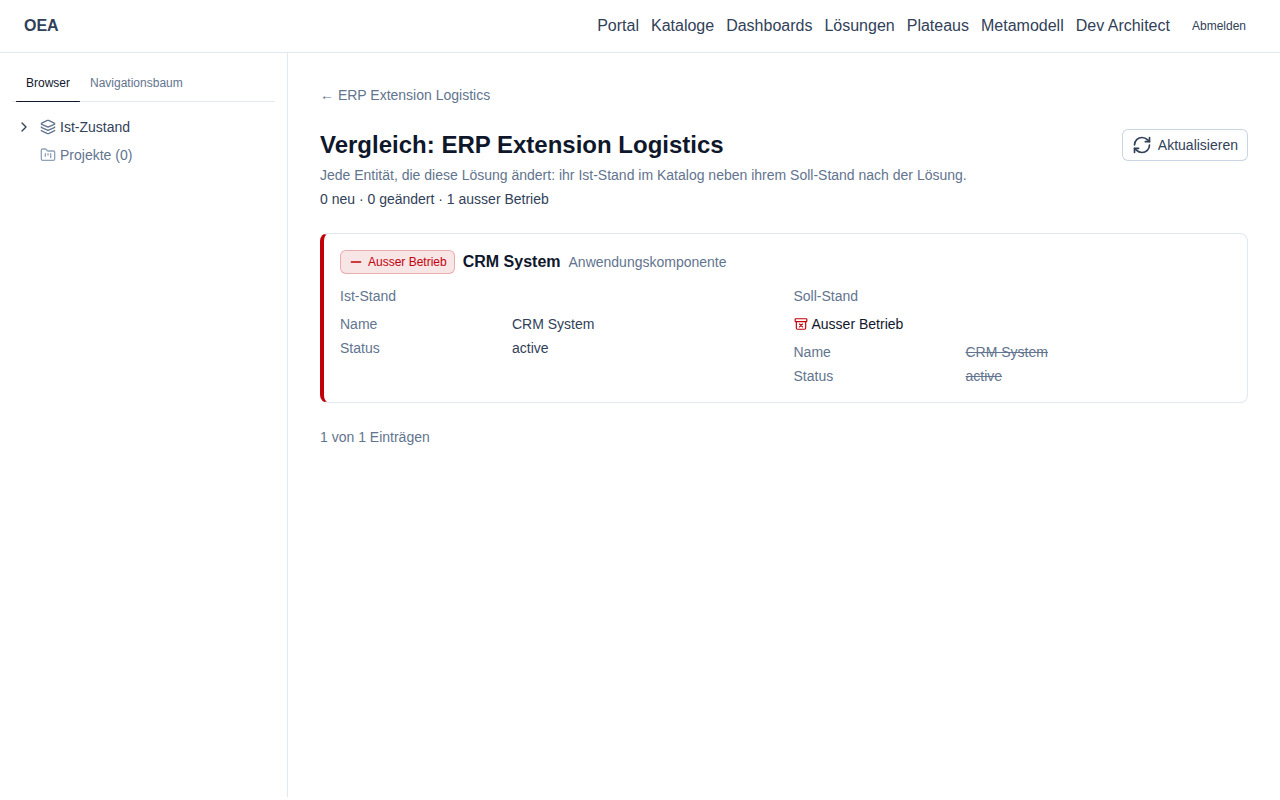 OEA
Portal Kataloge Dashboards Lösungen Plateaus Metamodell Dev Architect Abmelden
Browser Navigationsbaum
Ist-Zustand
Projekte (0)
← ERP Extension Logistics
Vergleich: ERP Extension Logistics
Aktualisieren
Jede Entität, die diese Lösung ändert: ihr Ist-Stand im Katalog neben ihrem Soll-Stand nach der Lösung.
0 neu · 0 geändert · 1 ausser Betrieb
Ausser Betrieb CRM System Anwendungskomponente
Ist-Stand
Name CRM System
Status active
Soll-Stand
Ausser Betrieb
Name CRM System
Status active
1 von 1 Einträgen